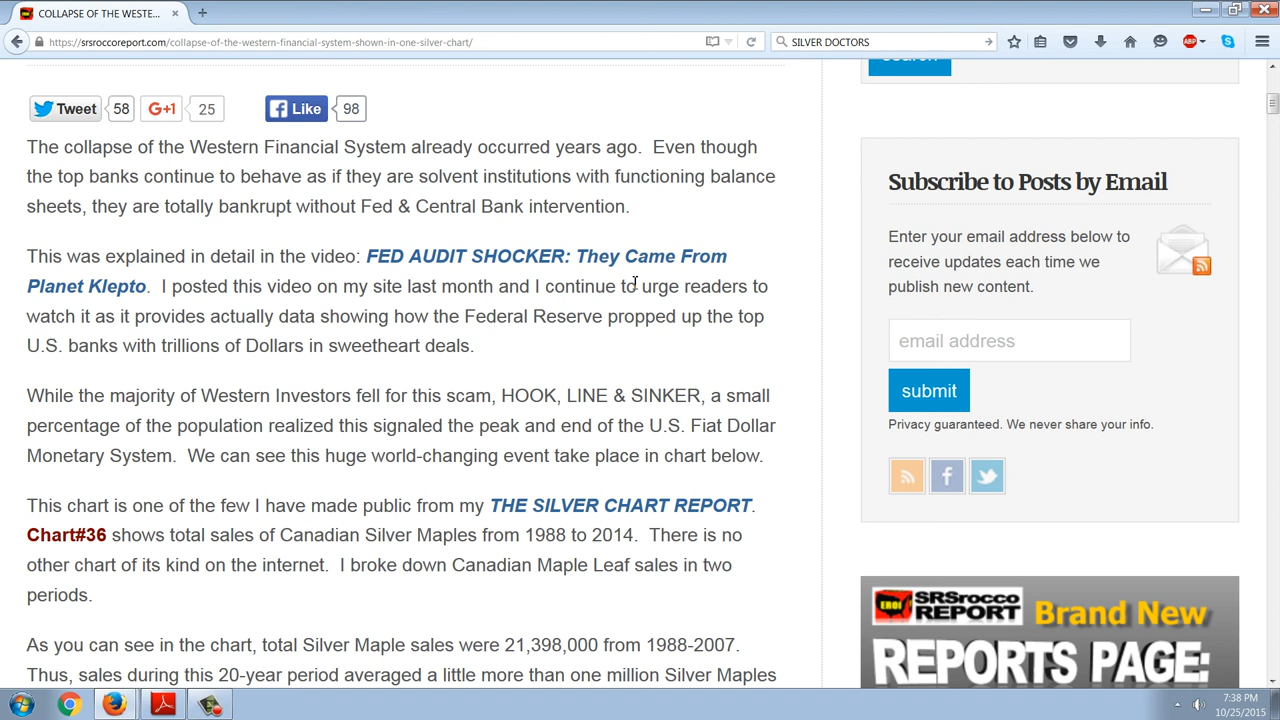 COLLAPSE OF THE WESTE...
https://srsroccoreport.com/collapse-of-the-western-financial-system-shown-in-one-silver-chart/
SILVER DOCTORS
ABP
Tweet 58 G+1 25 Like 98
The collapse of the Western Financial System already occurred years ago. Even though
the top banks continue to behave as if they are solvent institutions with functioning balance
sheets, they are totally bankrupt without Fed & Central Bank intervention.
This was explained in detail in the video: FED AUDIT SHOCKER: They Came From
Planet Klepto. I posted this video on my site last month and I continue to urge readers to
watch it as it provides actually data showing how the Federal Reserve propped up the top
U.S. banks with trillions of Dollars in sweetheart deals.
While the majority of Western Investors fell for this scam, HOOK, LINE & SINKER, a small
percentage of the population realized this signaled the peak and end of the U.S. Fiat Dollar
Monetary System. We can see this huge world-changing event take place in chart below.
This chart is one of the few I have made public from my THE SILVER CHART REPORT.
Chart#36 shows total sales of Canadian Silver Maples from 1988 to 2014. There is no
other chart of its kind on the internet. I broke down Canadian Maple Leaf sales in two
periods.
As you can see in the chart, total Silver Maple sales were 21,398,000 from 1988-2007.
Thus, sales during this 20-year period averaged a little more than one million Silver Maples
search
Subscribe to Posts by Email
Enter your email address below to
receive updates each time we
publish new content.
email address
submit
Privacy guaranteed. We never share your info.
EROI
SRSrocco
REPORT
Brand New
REPORTS PAGE:
7:38 PM
10/25/2015